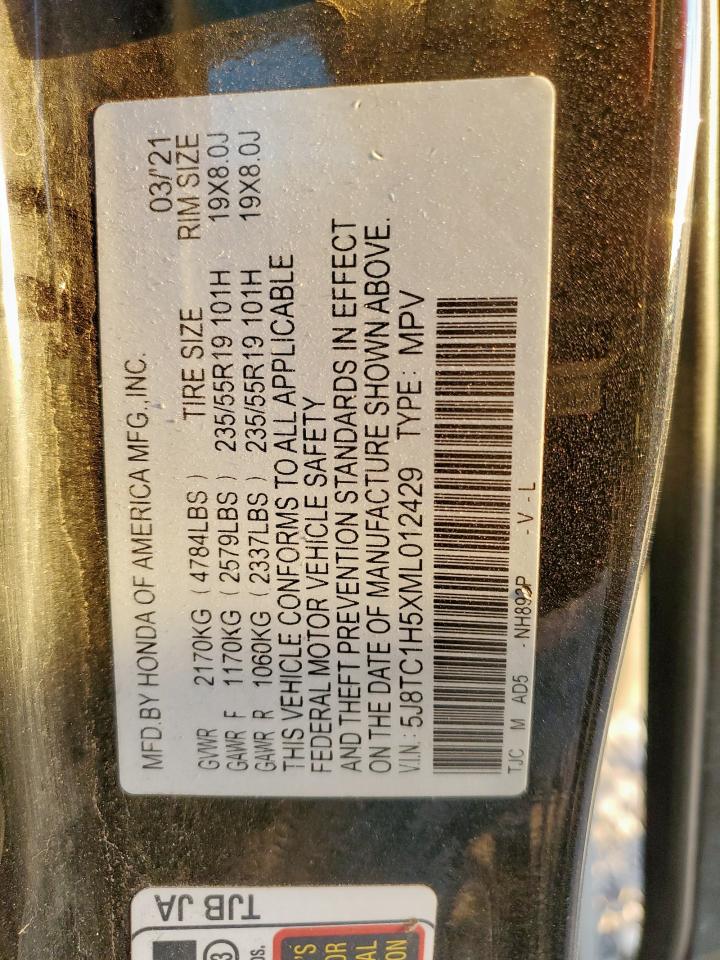 MFD.BY HONDA OF AMERICA MFG.,INC. 03/'21
GVWR 2170KG (4784LBS) TIRE SIZE RIM SIZE
GAWR F 1170KG (2579LBS) 235/55R19 101H 19X8.0J
GAWR R 1060KG (2337LBS) 235/55R19 101H 19X8.0J
THIS VEHICLE CONFORMS TO ALL APPLICABLE
FEDERAL MOTOR VEHICLE SAFETY
AND THEFT PREVENTION STANDARDS IN EFFECT
ON THE DATE OF MANUFACTURE SHOWN ABOVE.
V.I.N.: 5J8TC1H5XML012429 TYPE: MPV
TJC M AD5 -V-L
TJB JA